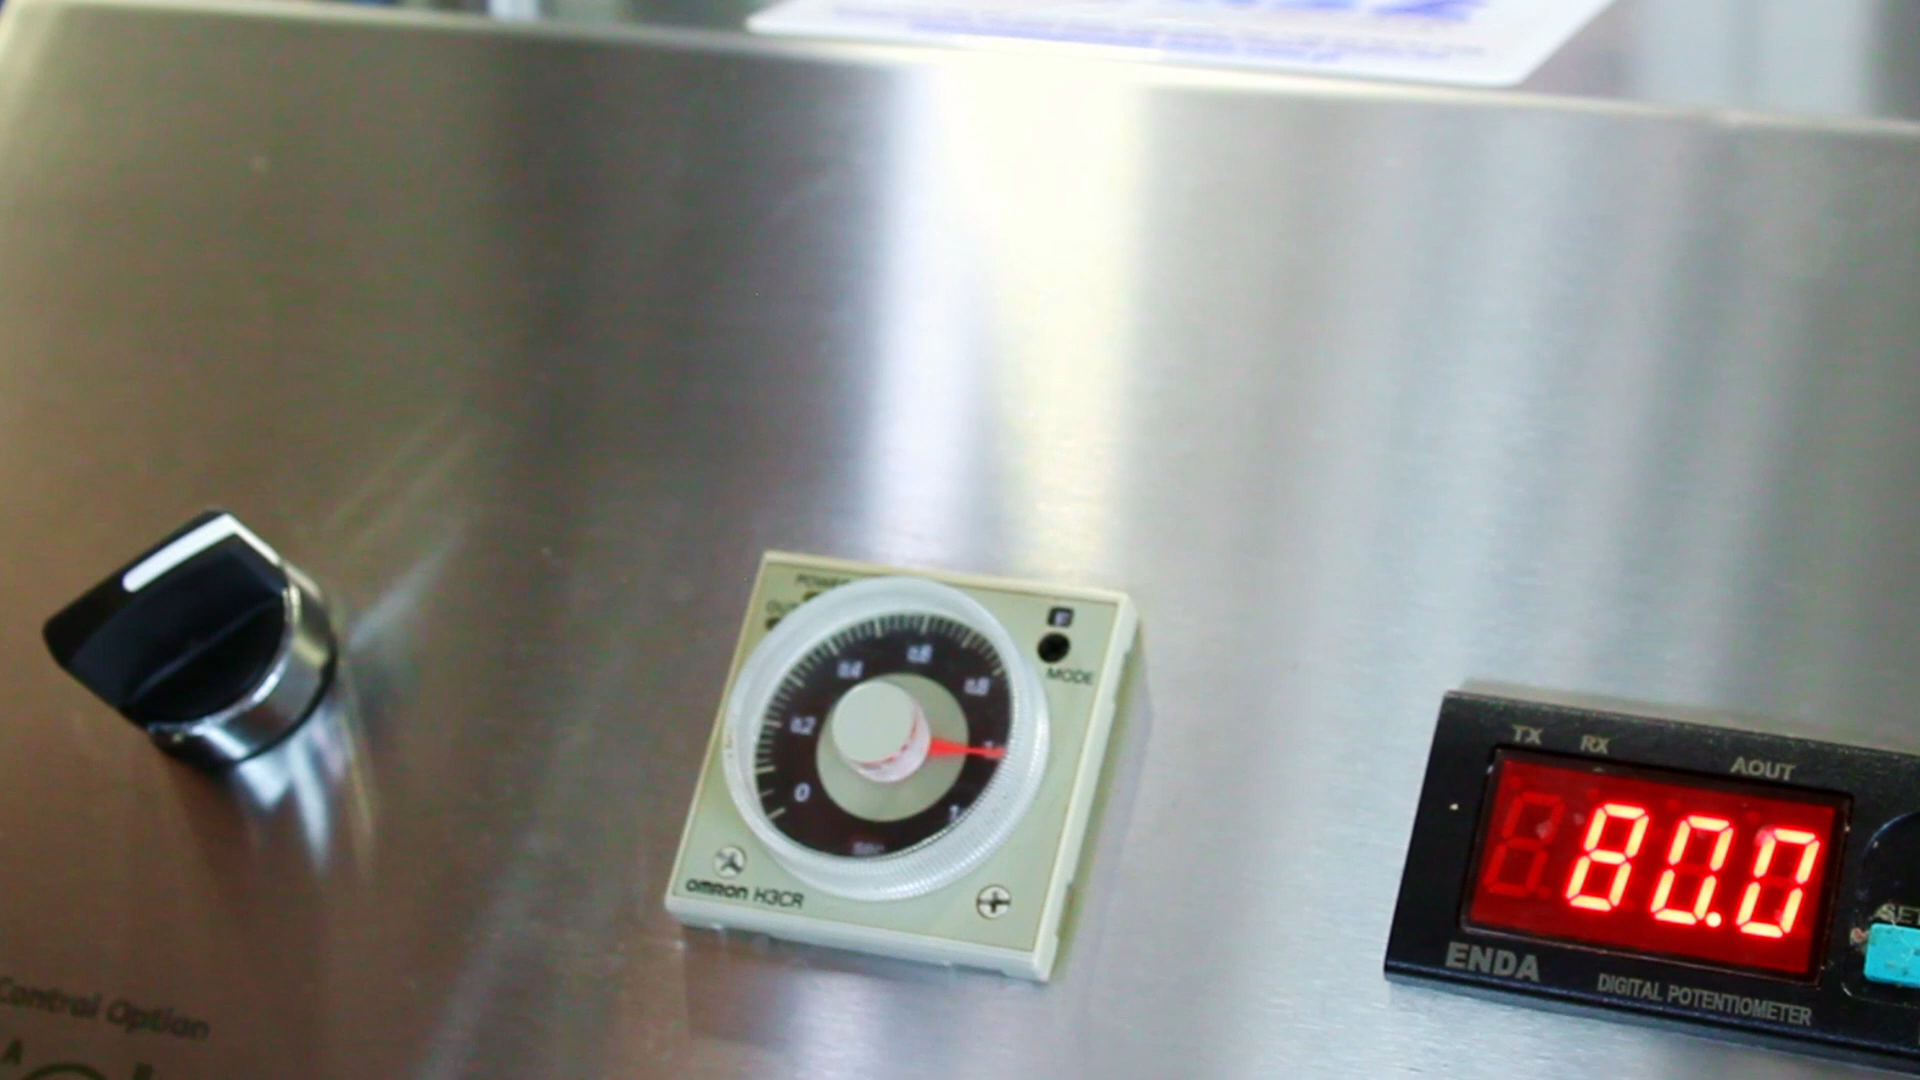 POWER
OUT
MODE
0.2
0.4
0.6
0.8
1
0
sec
OMRON H3CR
TX RX AOUT
80.0
SET
ENDA
DIGITAL POTENTIOMETER
Control Option
A